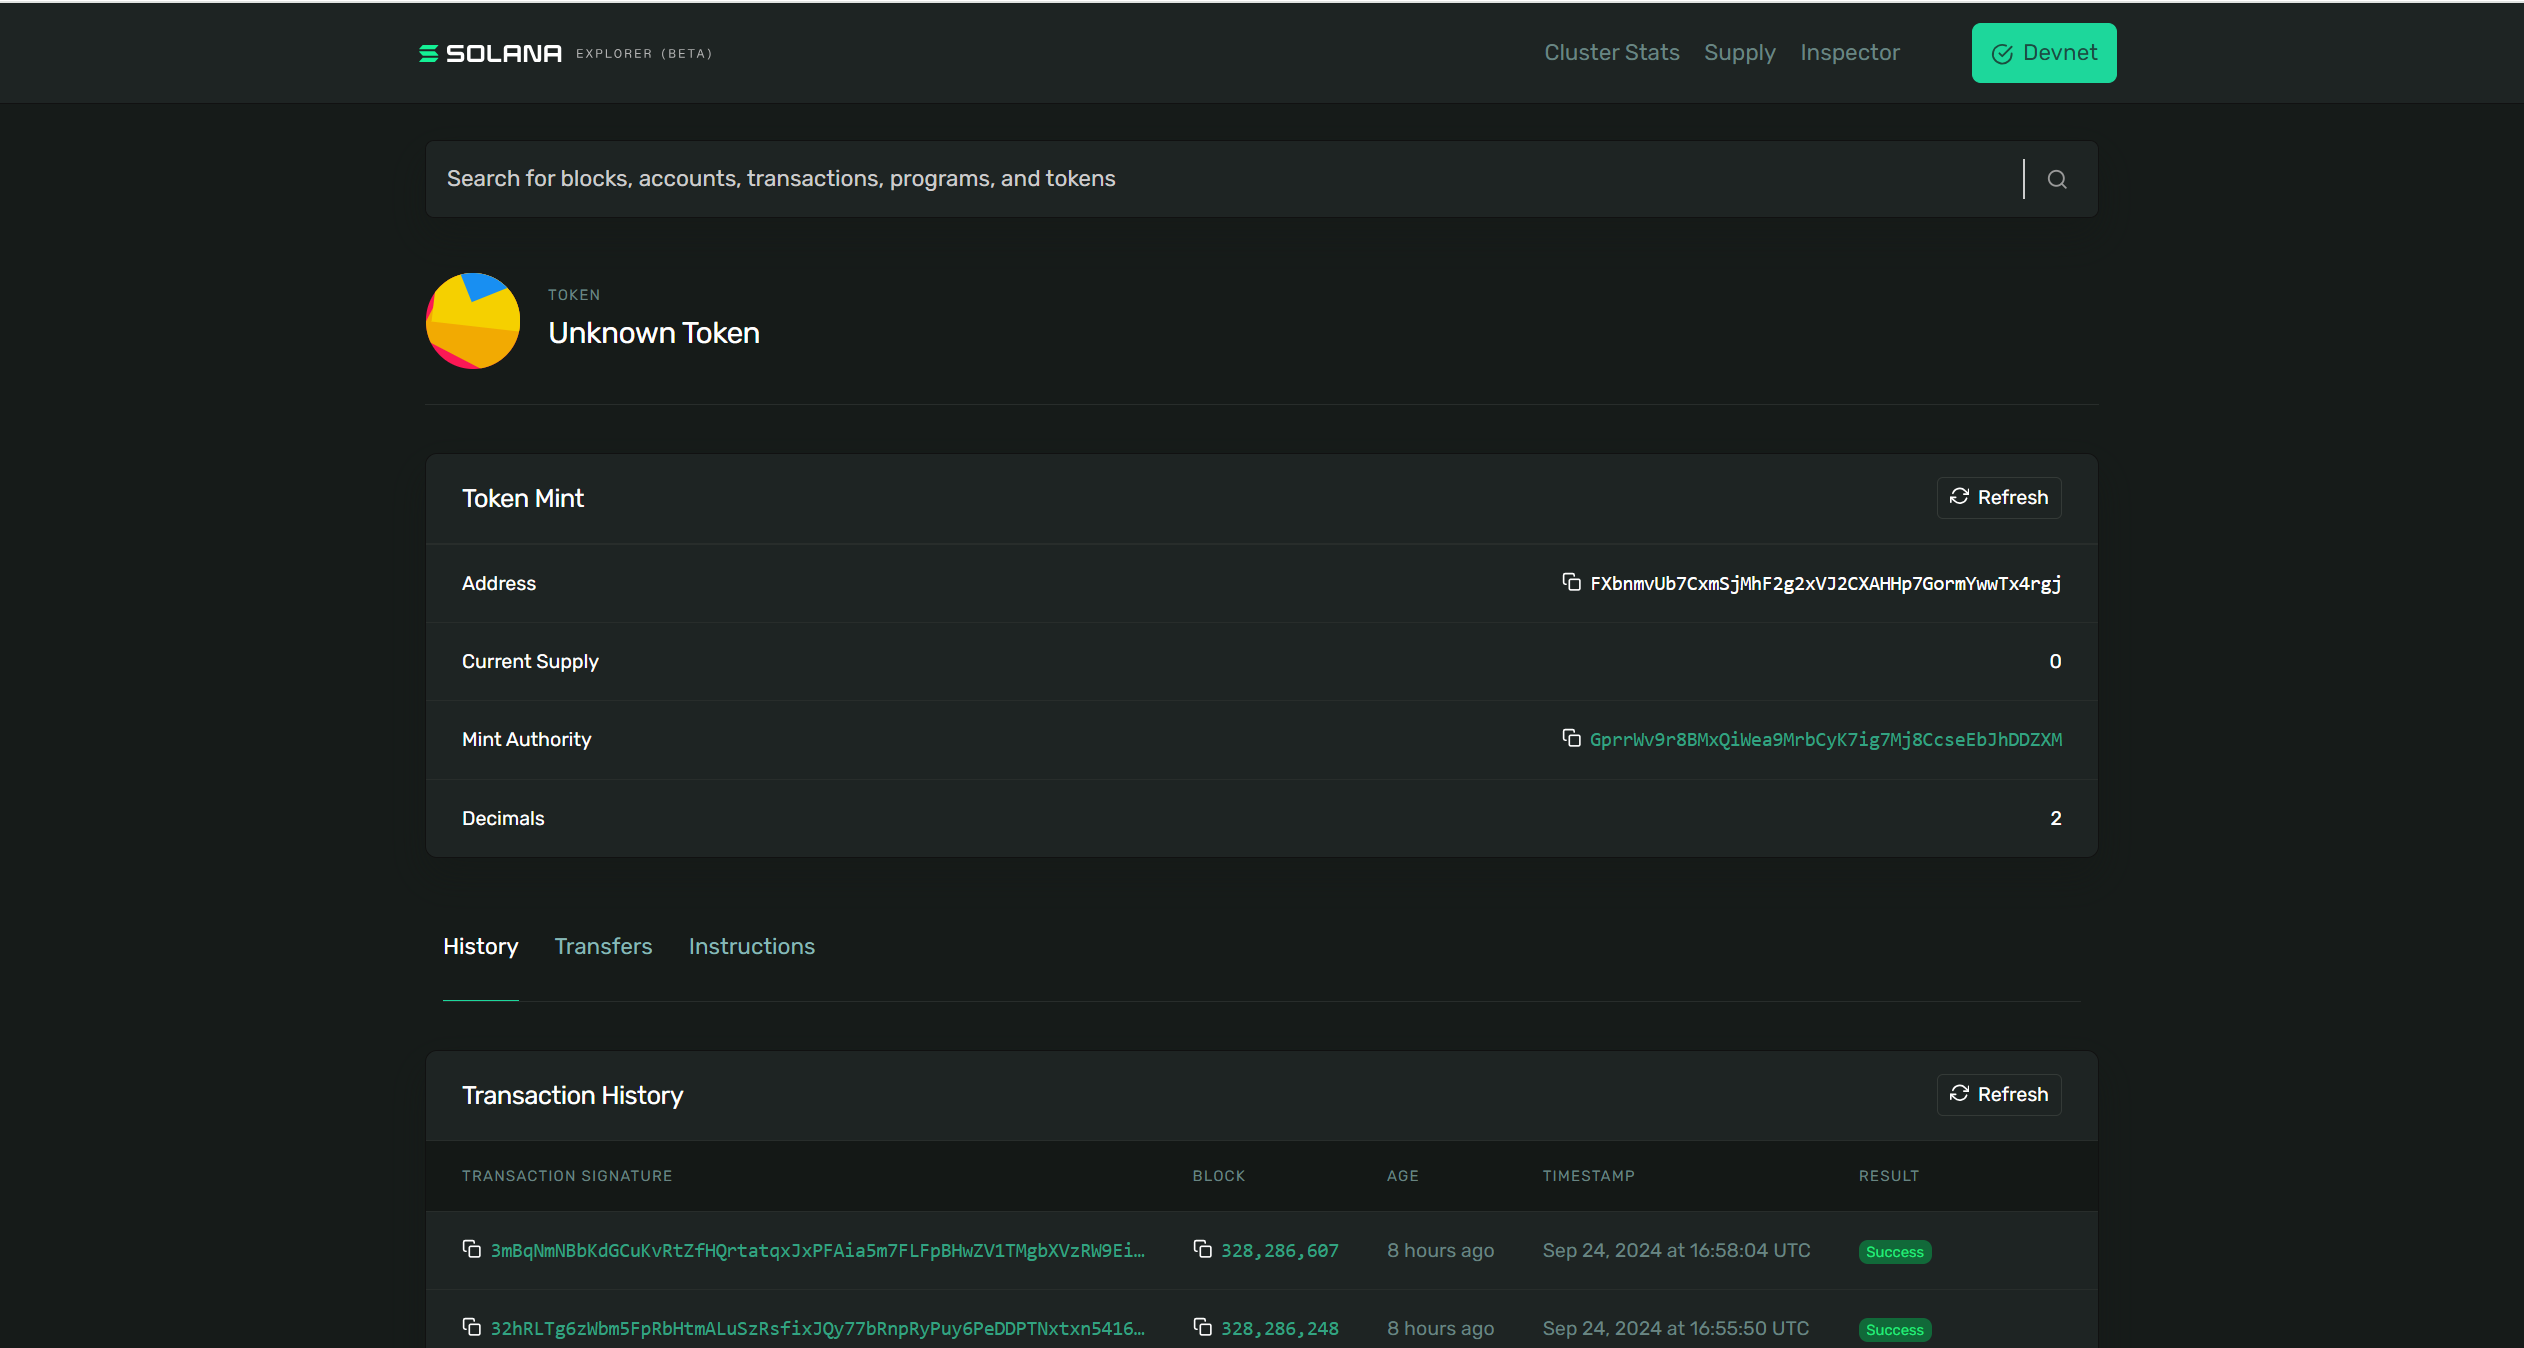 SOLANA EXPLORER (BETA)
Cluster Stats Supply Inspector Devnet
Search for blocks, accounts, transactions, programs, and tokens
TOKEN
Unknown Token
Token Mint Refresh
Address FXbnmvUb7CxmSjMhF2g2xVJ2CXAHHp7GormYwwTx4rgj
Current Supply 0
Mint Authority GprrWv9r8BMxQiWea9MrbCyK7ig7Mj8CcseEbJhDDZXM
Decimals 2
History Transfers Instructions
Transaction History Refresh
TRANSACTION SIGNATURE BLOCK AGE TIMESTAMP RESULT
3mBqNmNBbKdGCuKvRtZfHQrtatqxJxPFAia5m7FLFpBHwZV1TMgbXVzRW9Ei… 328,286,607 8 hours ago Sep 24, 2024 at 16:58:04 UTC Success
32hRLTg6zWbm5FpRbHtmALuSzRsfixJQy77bRnpRyPuy6PeDDPTNxtxn5416… 328,286,248 8 hours ago Sep 24, 2024 at 16:55:50 UTC Success